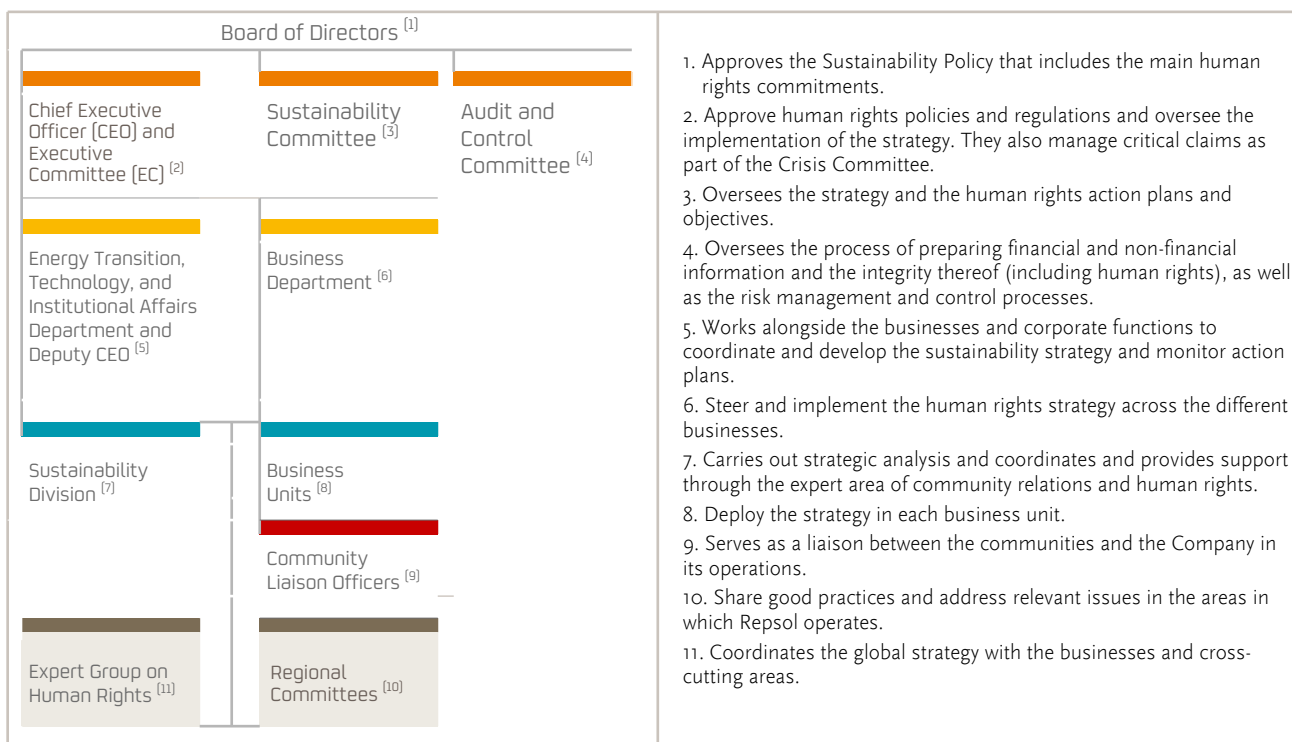 Board of Directors [1]
Chief Executive
Officer (CEO) and
Executive
Committee (EC) [2]
Sustainability
Committee [3]
Audit and
Control
Committee [4]
Energy Transition,
Technology, and
Institutional Affairs
Department and
Deputy CEO [5]
Business
Department [6]
Sustainability
Division [7]
Business
Units [8]
Community
Liaison Officers [9]
Expert Group on
Human Rights [11]
Regional
Committees [10]
1. Approves the Sustainability Policy that includes the main human
rights commitments.
2. Approve human rights policies and regulations and oversee the
implementation of the strategy. They also manage critical claims as
part of the Crisis Committee.
3. Oversees the strategy and the human rights action plans and
objectives.
4. Oversees the process of preparing financial and non-financial
information and the integrity thereof (including human rights), as well
as the risk management and control processes.
5. Works alongside the businesses and corporate functions to
coordinate and develop the sustainability strategy and monitor action
plans.
6. Steer and implement the human rights strategy across the different
businesses.
7. Carries out strategic analysis and coordinates and provides support
through the expert area of community relations and human rights.
8. Deploy the strategy in each business unit.
9. Serves as a liaison between the communities and the Company in
its operations.
10. Share good practices and address relevant issues in the areas in
which Repsol operates.
11. Coordinates the global strategy with the businesses and cross-
cutting areas.